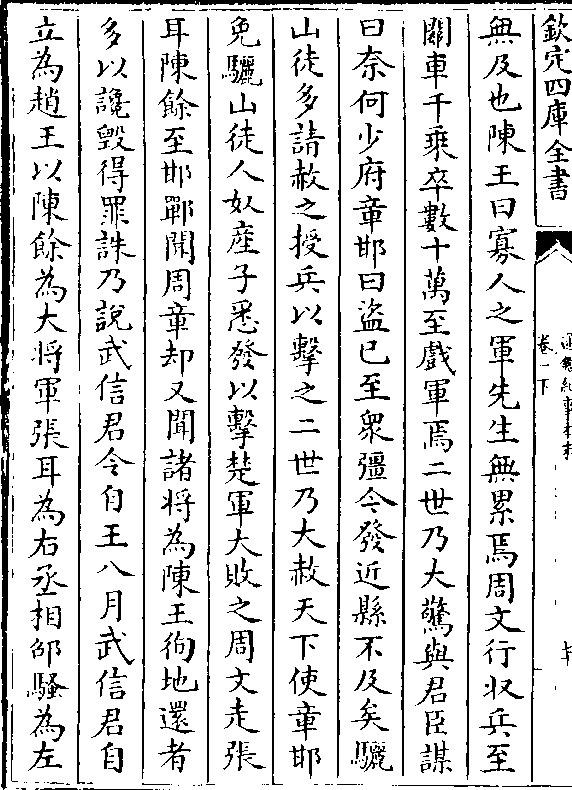 欽定四庫全書
卷一下
無及也陳王曰寡人之軍先生無累焉周文行収兵至
關車千乗卒數十萬至戲軍焉二世乃大驚與君臣謀
曰奈何少府章邯曰盗已至衆彊今發近縣不及矣驪
山徒多請赦之授兵以擊之二世乃大赦天下使章邯
免驪山徒人奴産子悉發以擊楚軍大敗之周文走張
耳陳餘至邯鄲聞周章却又聞諸將為陳王徇地還者
多以讒毀得罪誅乃說武信君令自王八月武信君自
立為趙王以陳餘為大將軍張耳為右丞相邵騷為左